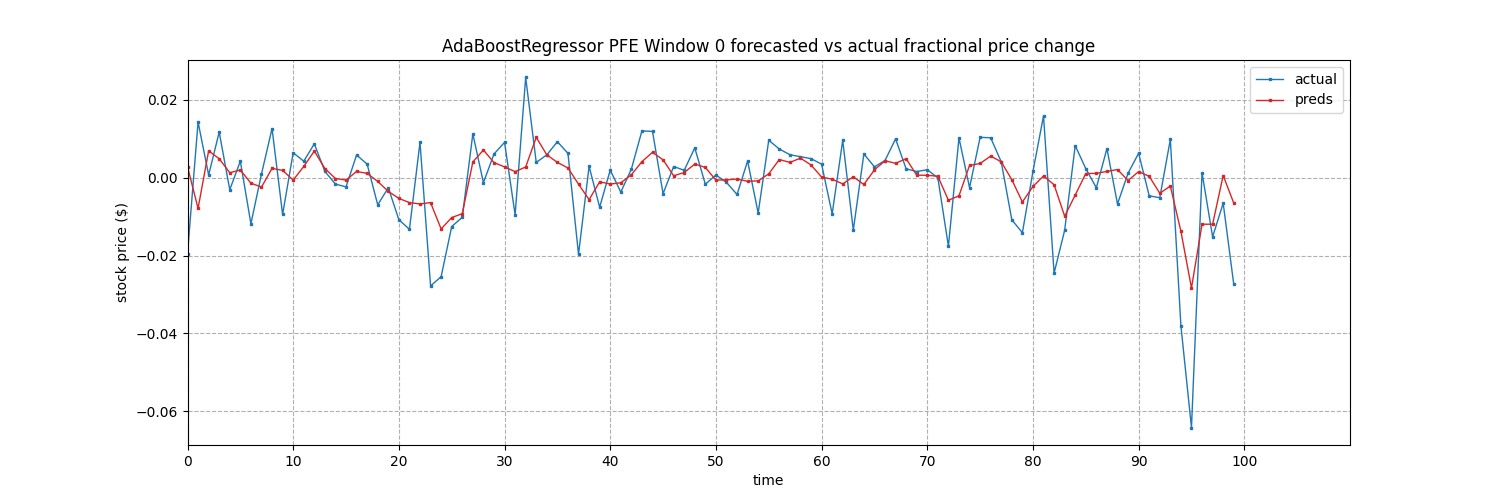 AdaBoostRegressor PFE Window 0 forecasted vs actual fractional price change
actual
preds
stock price ($)
0.02
0.00
−0.02
−0.04
−0.06
0 10 20 30 40 50 60 70 80 90 100
time